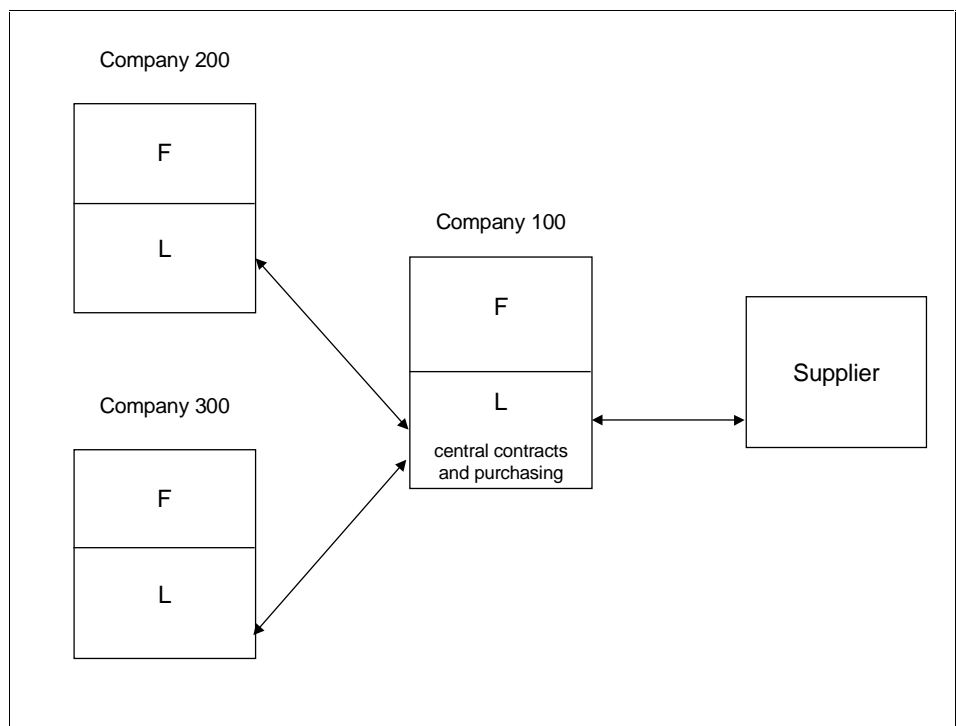 Company 200
F
L
Company 100
F
L
central contracts
and purchasing
Supplier
Company 300
F
L